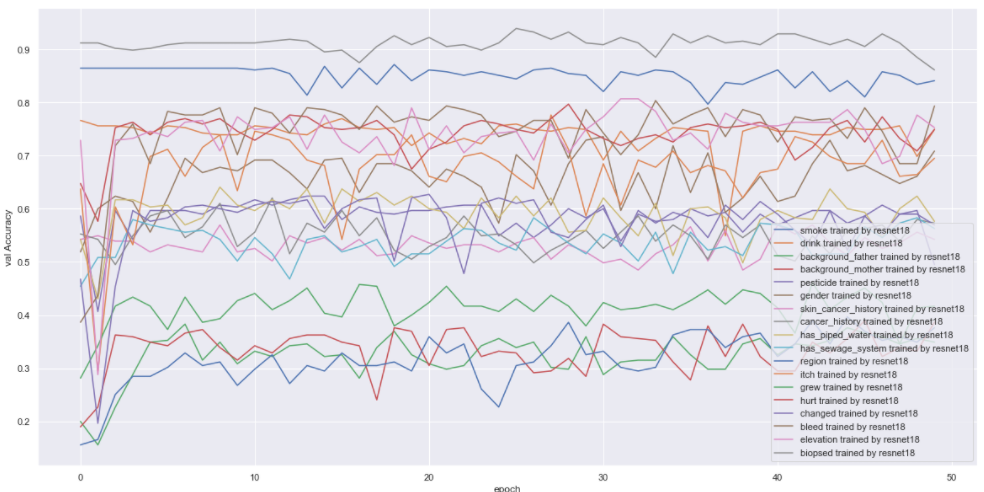 0.9
0.8
0.7
0.6
0.5
0.4
0.3
0.2
val.Accuracy
0
10
20
30
40
50
epoch
smoke trained by resnet18
drink trained by resnet18
background_father trained by resnet18
background_mother trained by resnet18
pesticide trained by resnet18
gender trained by resnet18
skin_cancer_history trained by resnet18
cancer_history trained by resnet18
has_piped_water trained by resnet18
has_sewage_system trained by resnet18
region trained by resnet18
itch trained by resnet18
grew trained by resnet18
hurt trained by resnet18
changed trained by resnet18
bleed trained by resnet18
elevation trained by resnet18
biopsed trained by resnet18